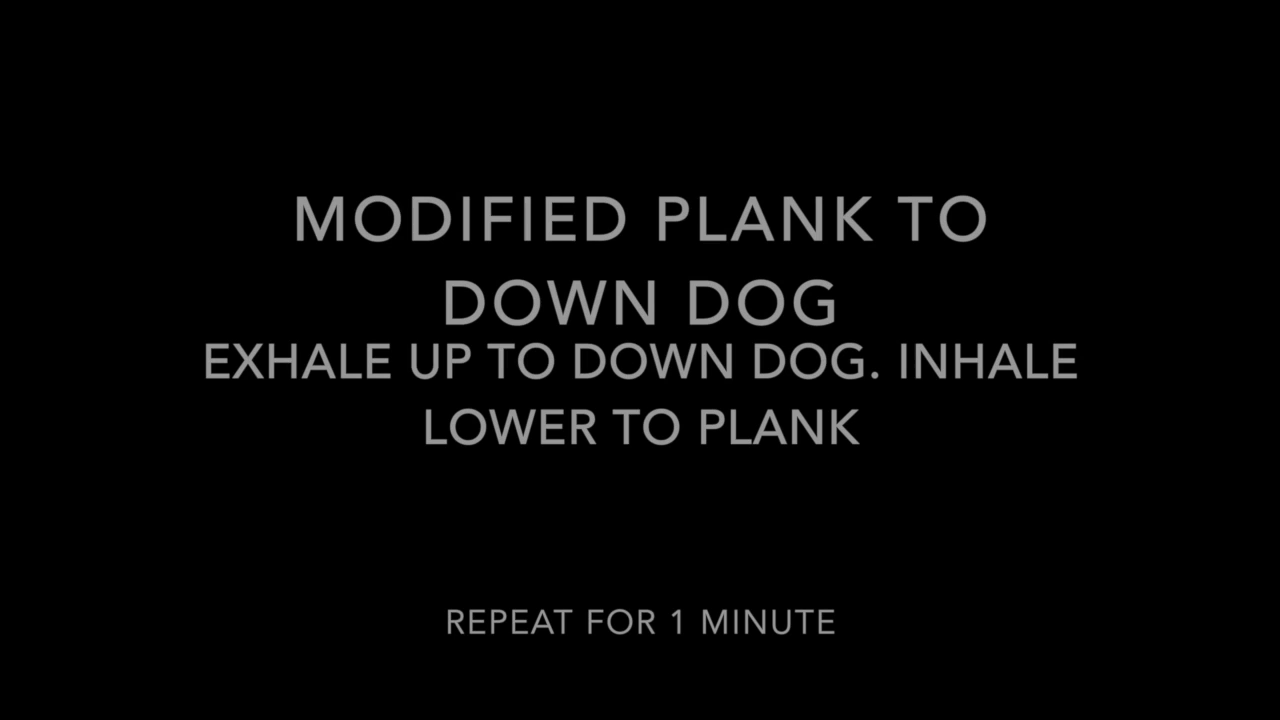 MODIFIED PLANK TO
DOWN DOG
EXHALE UP TO DOWN DOG. INHALE
LOWER TO PLANK
REPEAT FOR 1 MINUTE